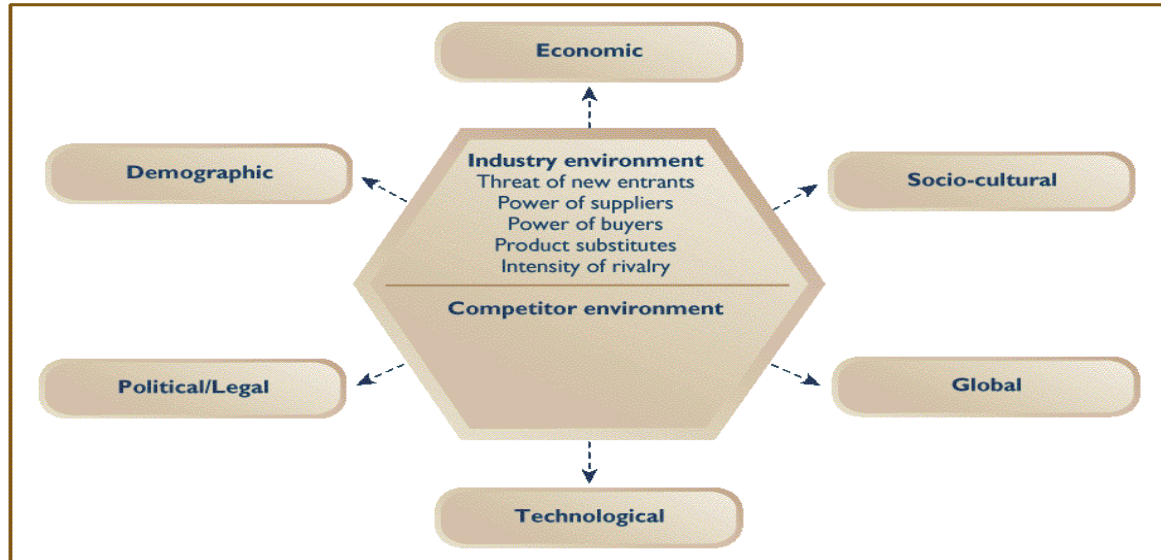 Economic
Demographic
Socio-cultural
Industry environment
Threat of new entrants
Power of suppliers
Power of buyers
Product substitutes
Intensity of rivalry
Competitor environment
Political/Legal
Global
Technological